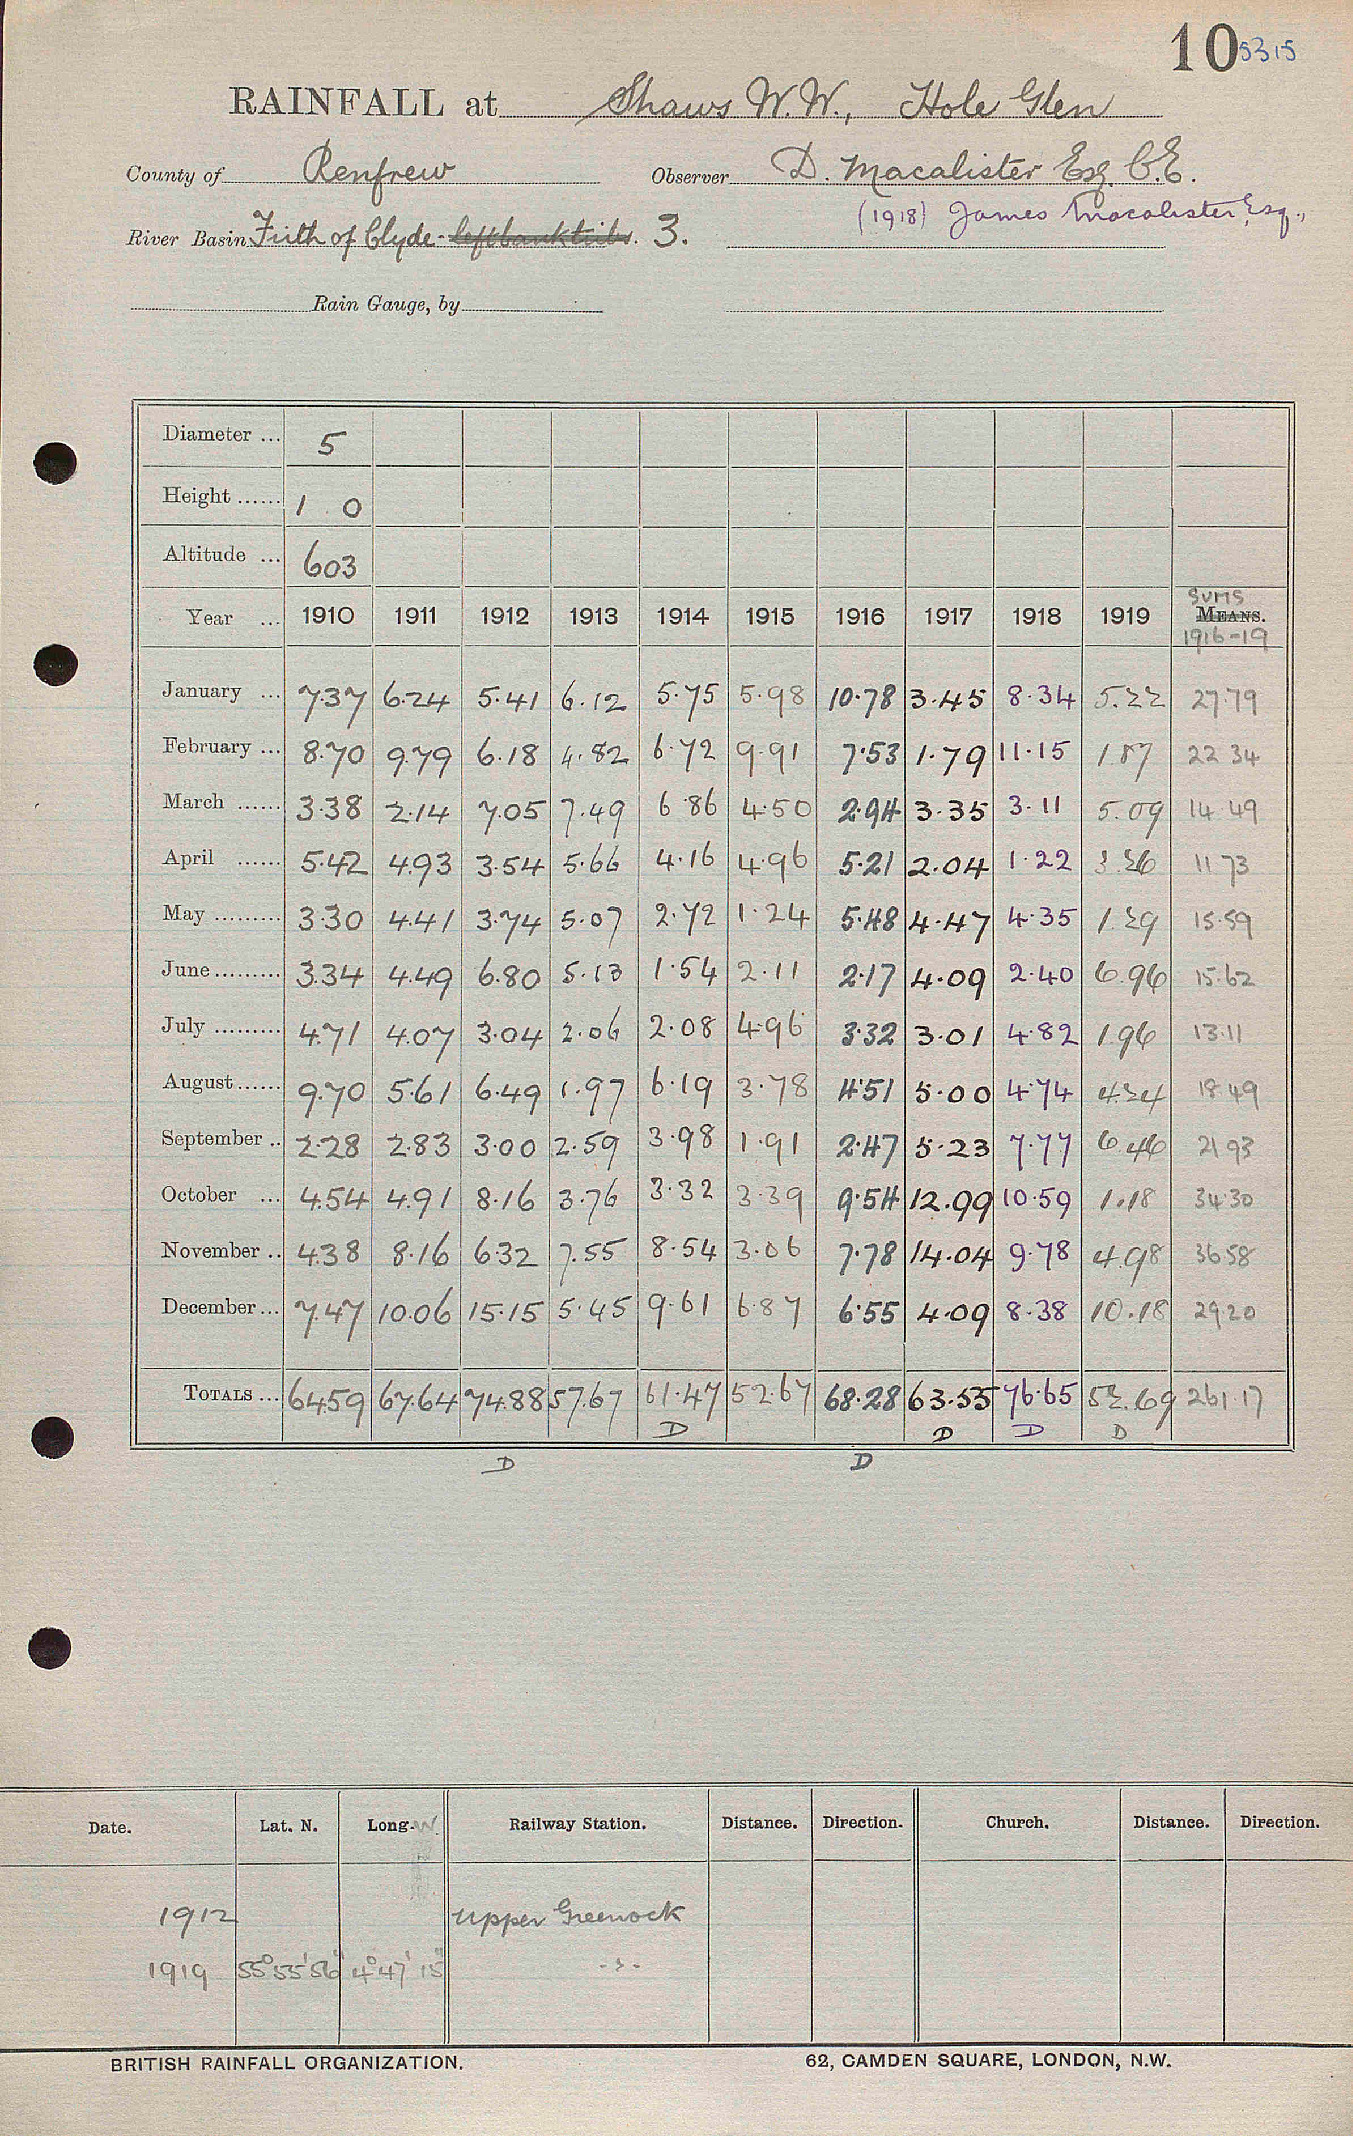 10 5315
RAINFALL at Shaws W.W., Hole Glen
County of Renfrew Observer D. Macalister Esq. C.E.
(1918) James Macalister Esq.,
River Basin Firth of Clyde - left bank tribs. 3.
Rain Gauge, by
Diameter ... 5
Height ...... 1 0
Altitude ... 603
SUMS
Year ... 1910 1911 1912 1913 1914 1915 1916 1917 1918 1919 MEANS.
1916-19
January ... 7.37 6.24 5.41 6.12 5.75 5.98 10.78 3.45 8.34 5.22 27.79
February ... 8.70 9.79 6.18 4.82 6.72 9.91 7.53 1.79 11.15 1.87 22 34
March ...... 3.38 2.14 7.05 7.49 6.86 4.50 2.94 3.35 3.11 5.09 14 49
April ...... 5.42 4.93 3.54 5.66 4.16 4.96 5.21 2.04 1.22 3.26 11 73
May ......... 3.30 4.41 3.74 5.07 2.72 1.24 5.48 4.47 4.35 1.29 15.59
June ......... 3.34 4.49 6.80 5.13 1.54 2.11 2.17 4.09 2.40 6.96 15.62
July ......... 4.71 4.07 3.04 2.06 2.08 4.96 3.32 3.01 4.82 1.96 13.11
August ...... 9.70 5.61 6.49 1.97 6.19 3.78 4.51 5.00 4.74 4.24 18.49
September .. 2.28 2.83 3.00 2.59 3.98 1.91 2.47 5.23 7.77 6.46 21 93
October ... 4.54 4.91 8.16 3.76 3.32 3.39 9.54 12.99 10.59 1.18 34.30
November .. 4.38 8.16 6.32 7.55 8.54 3.06 7.78 14.04 9.78 4.98 36.58
December ... 7.47 10.06 15.15 5.45 9.61 6.87 6.55 4.09 8.38 10.18 29.20
TOTALS ... 64.59 67.64 74.88 57.67 61.47 52.67 68.28 63.55 76.65 52.69 261.17
D D D D
D D
Date. Lat. N. Long. W. Railway Station. Distance. Direction. Church. Distance. Direction.
1912 Upper Greenock
1919 55° 55' 56" 4° 47' 15" - ? -
BRITISH RAINFALL ORGANIZATION. 62, CAMDEN SQUARE, LONDON, N.W.